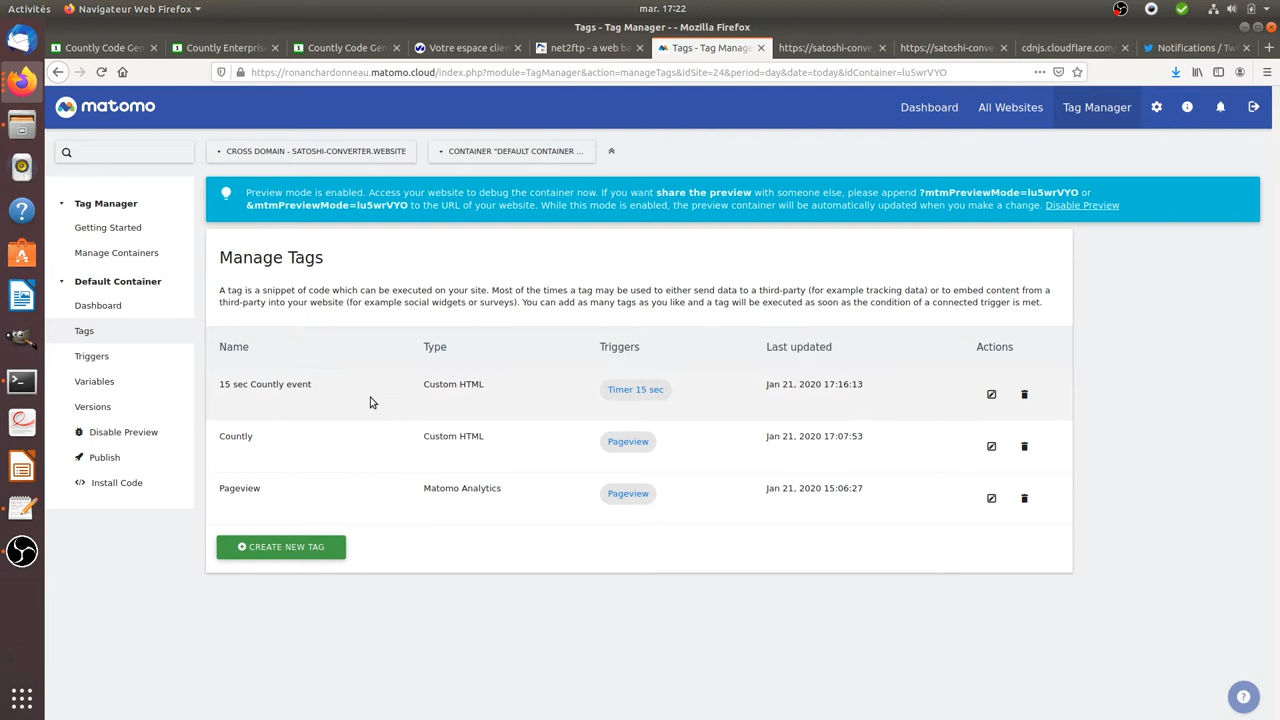 Activités
Navigateur Web Firefox
mar. 17:22
Tags - Tag Manager - - Mozilla Firefox
Countly Code Gen
Countly Enterpris
Countly Code Gen
Votre espace clien
net2ftp - a web ba
Tags - Tag Manage
https://satoshi-conve
https://satoshi-conve
cdnjs.cloudflare.com/
Notifications / Tw
https://ronanchardonneau.matomo.cloud/index.php?module=TagManager&action=manageTags&idSite=24&period=day&date=today&idContainer=lu5wrVYO
matomo
Dashboard
All Websites
Tag Manager
CROSS DOMAIN - SATOSHI-CONVERTER.WEBSITE
CONTAINER "DEFAULT CONTAINER ...
Preview mode is enabled. Access your website to debug the container now. If you want share the preview with someone else, please append ?mtmPreviewMode=lu5wrVYO or
&mtmPreviewMode=lu5wrVYO to the URL of your website. While this mode is enabled, the preview container will be automatically updated when you make a change. Disable Preview
Tag Manager
Getting Started
Manage Containers
Default Container
Dashboard
Tags
Triggers
Variables
Versions
Disable Preview
Publish
Install Code
Manage Tags
A tag is a snippet of code which can be executed on your site. Most of the times a tag may be used to either send data to a third-party (for example tracking data) or to embed content from a
third-party into your website (for example social widgets or surveys). You can add as many tags as you like and a tag will be executed as soon as the condition of a connected trigger is met.
Name
Type
Triggers
Last updated
Actions
15 sec Countly event
Custom HTML
Timer 15 sec
Jan 21, 2020 17:16:13
Countly
Custom HTML
Pageview
Jan 21, 2020 17:07:53
Pageview
Matomo Analytics
Pageview
Jan 21, 2020 15:06:27
CREATE NEW TAG